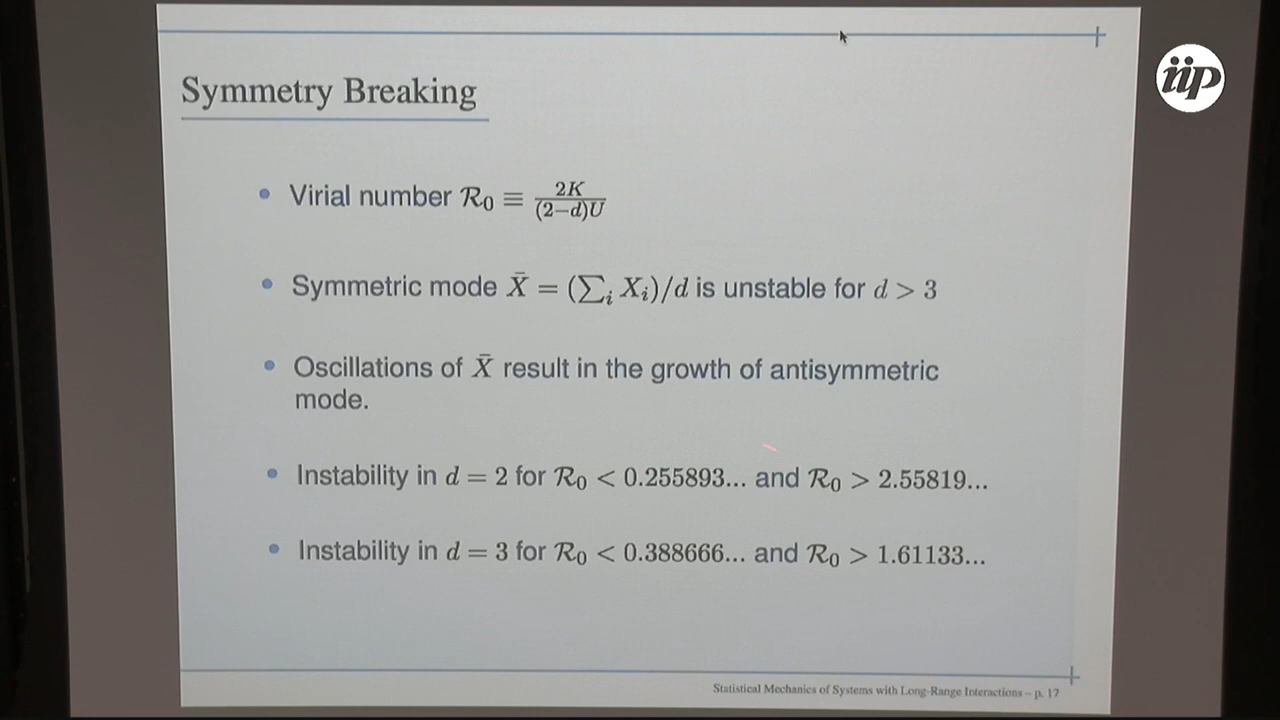 iip
Symmetry Breaking
• Virial number R₀ ≡ 2K/((2−d)U)
• Symmetric mode X̄ = (∑ᵢ Xᵢ)/d is unstable for d > 3
• Oscillations of X̄ result in the growth of antisymmetric
mode.
• Instability in d = 2 for R₀ < 0.255893... and R₀ > 2.55819...
• Instability in d = 3 for R₀ < 0.388666... and R₀ > 1.61133...
Statistical Mechanics of Systems with Long-Range Interactions – p. 17